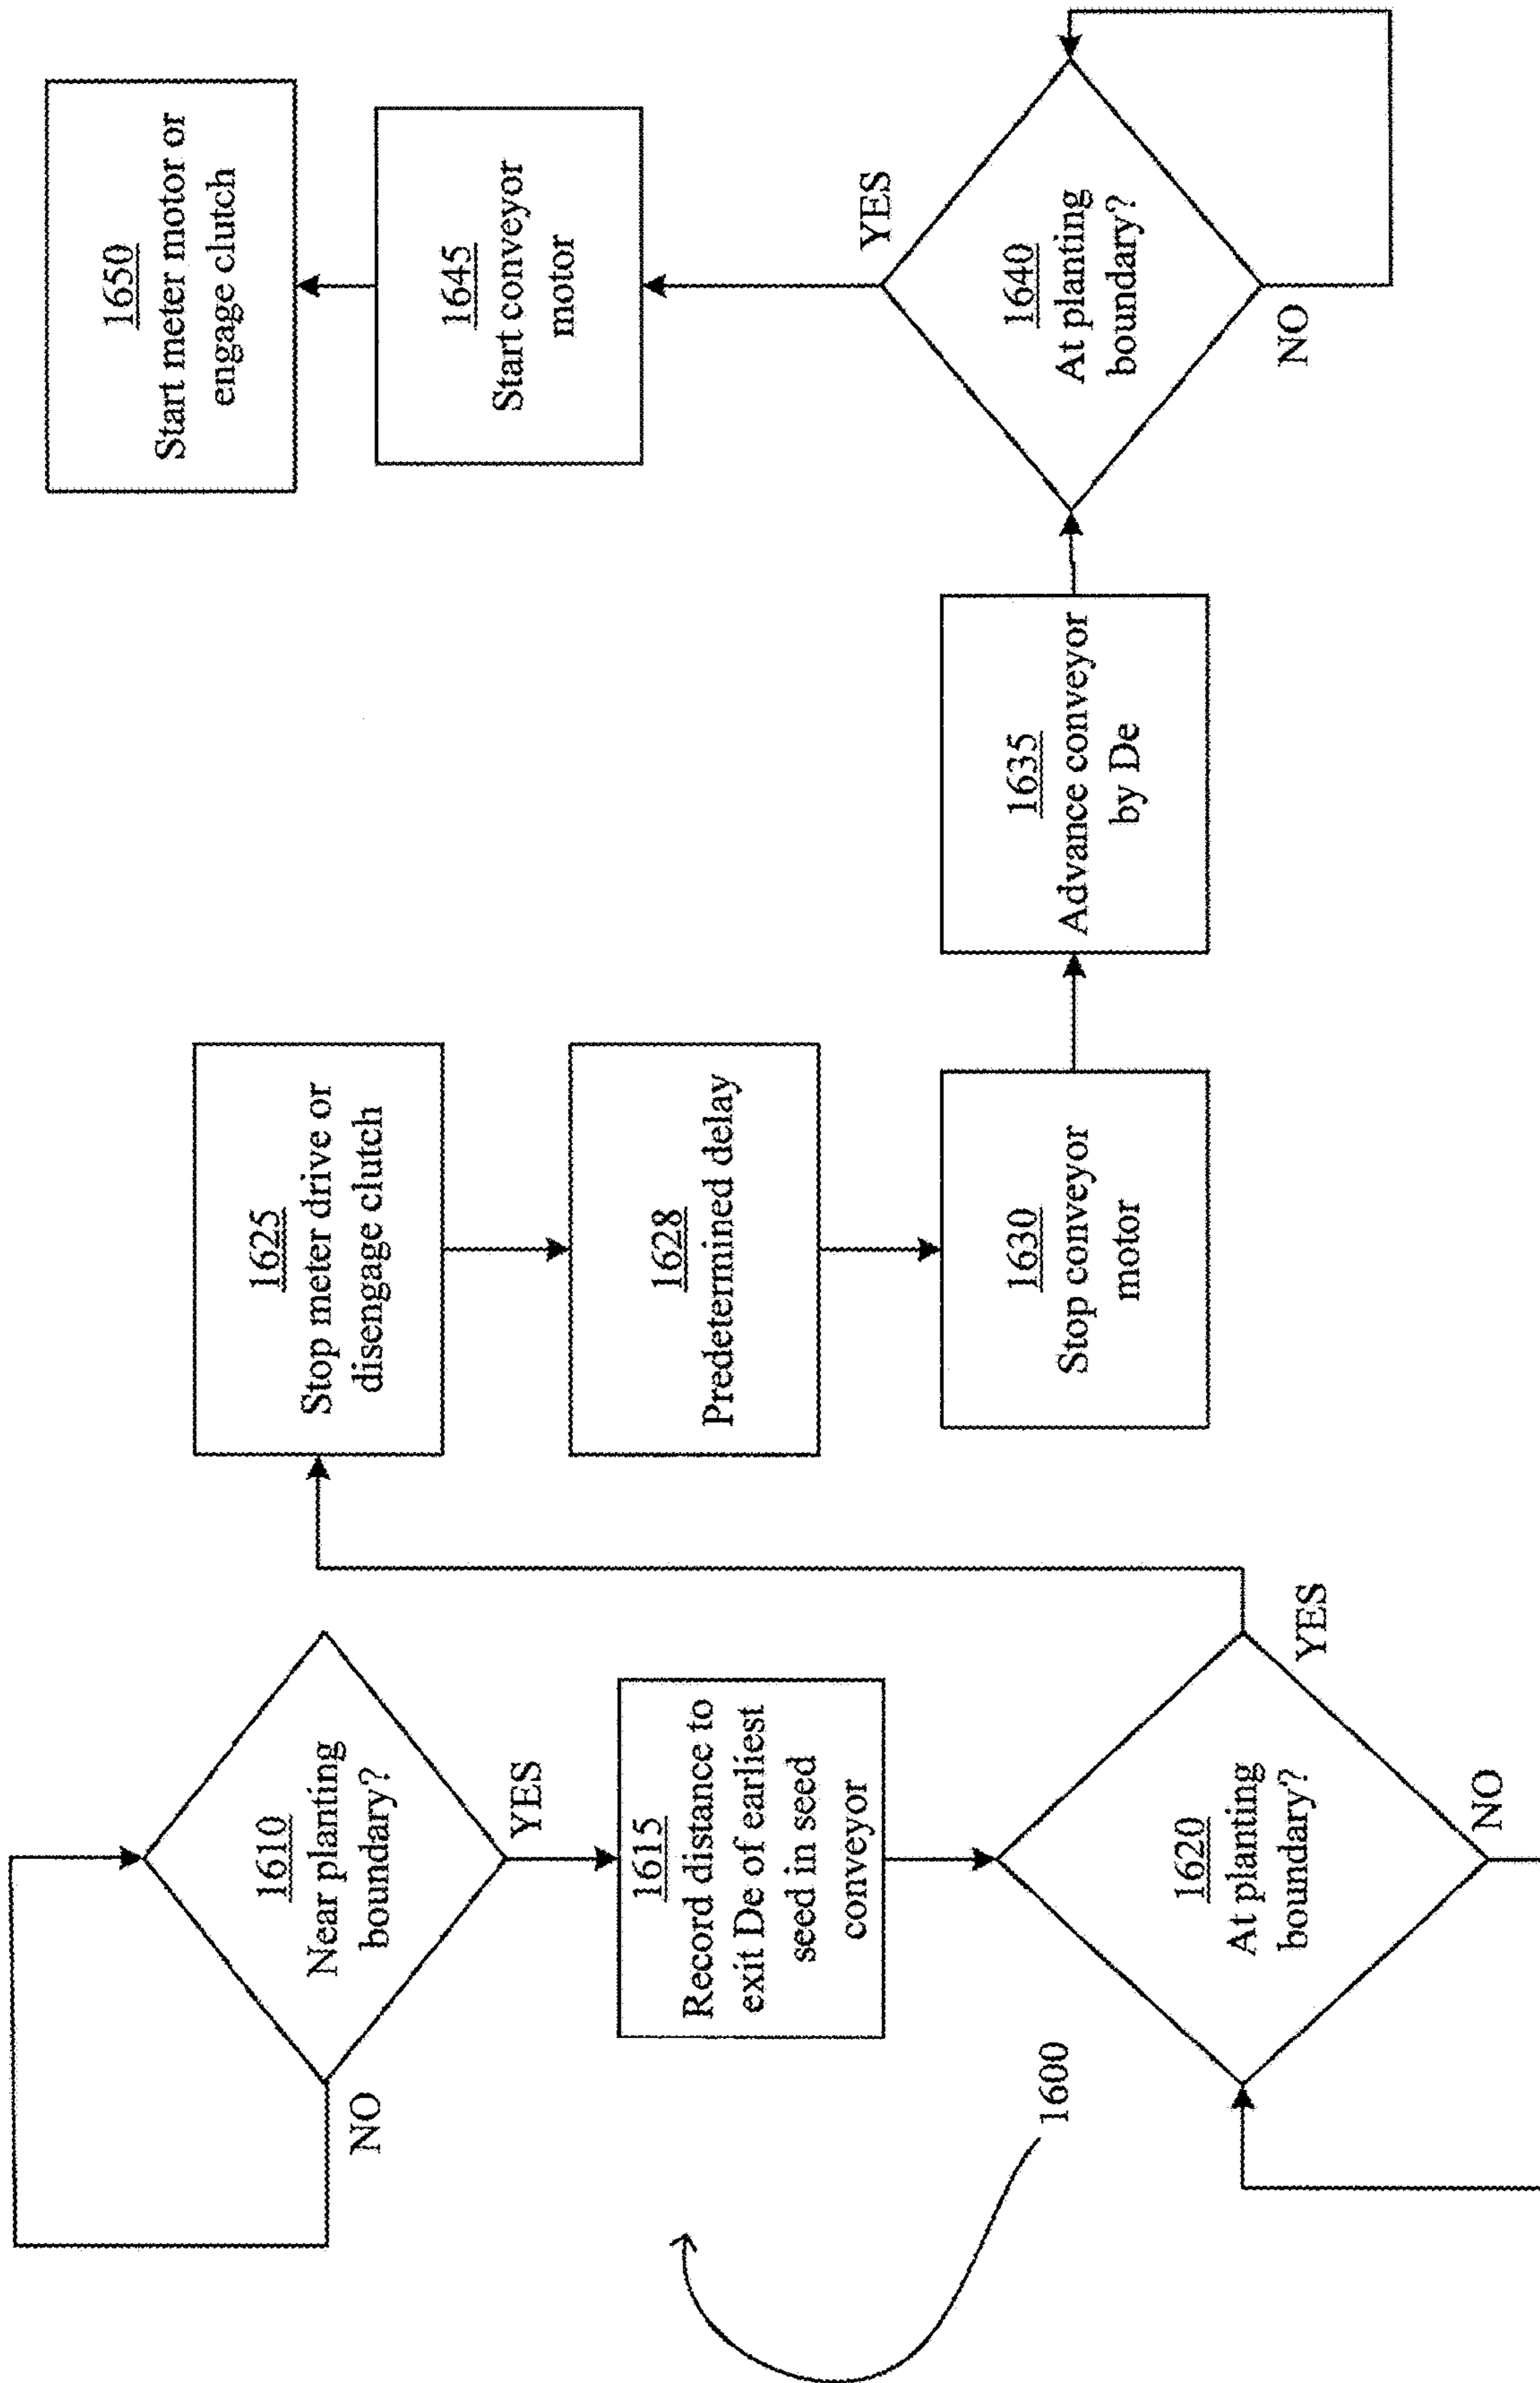 1610
Near planting
boundary?
NO
YES
1615
Record distance to
exit De of earliest
seed in seed
conveyor
1620
At planting
boundary?
YES
NO
1600
1625
Stop meter drive or
disengage clutch
1628
Predetermined delay
1630
Stop conveyor
motor
1635
Advance conveyor
by De
1640
At planting
boundary?
YES
NO
1645
Start conveyor
motor
1650
Start meter motor or
engage clutch